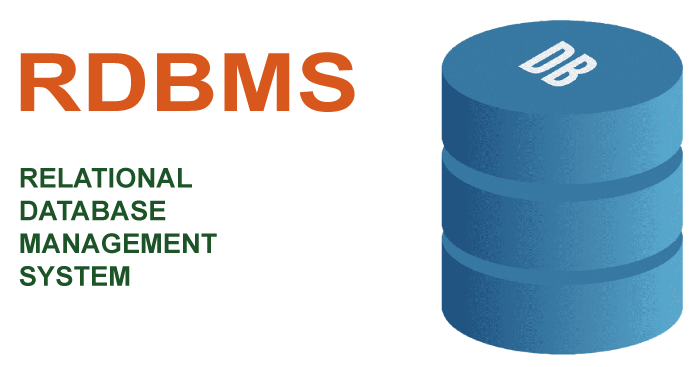 RDBMS
RELATIONAL
DATABASE
MANAGEMENT
SYSTEM
DB